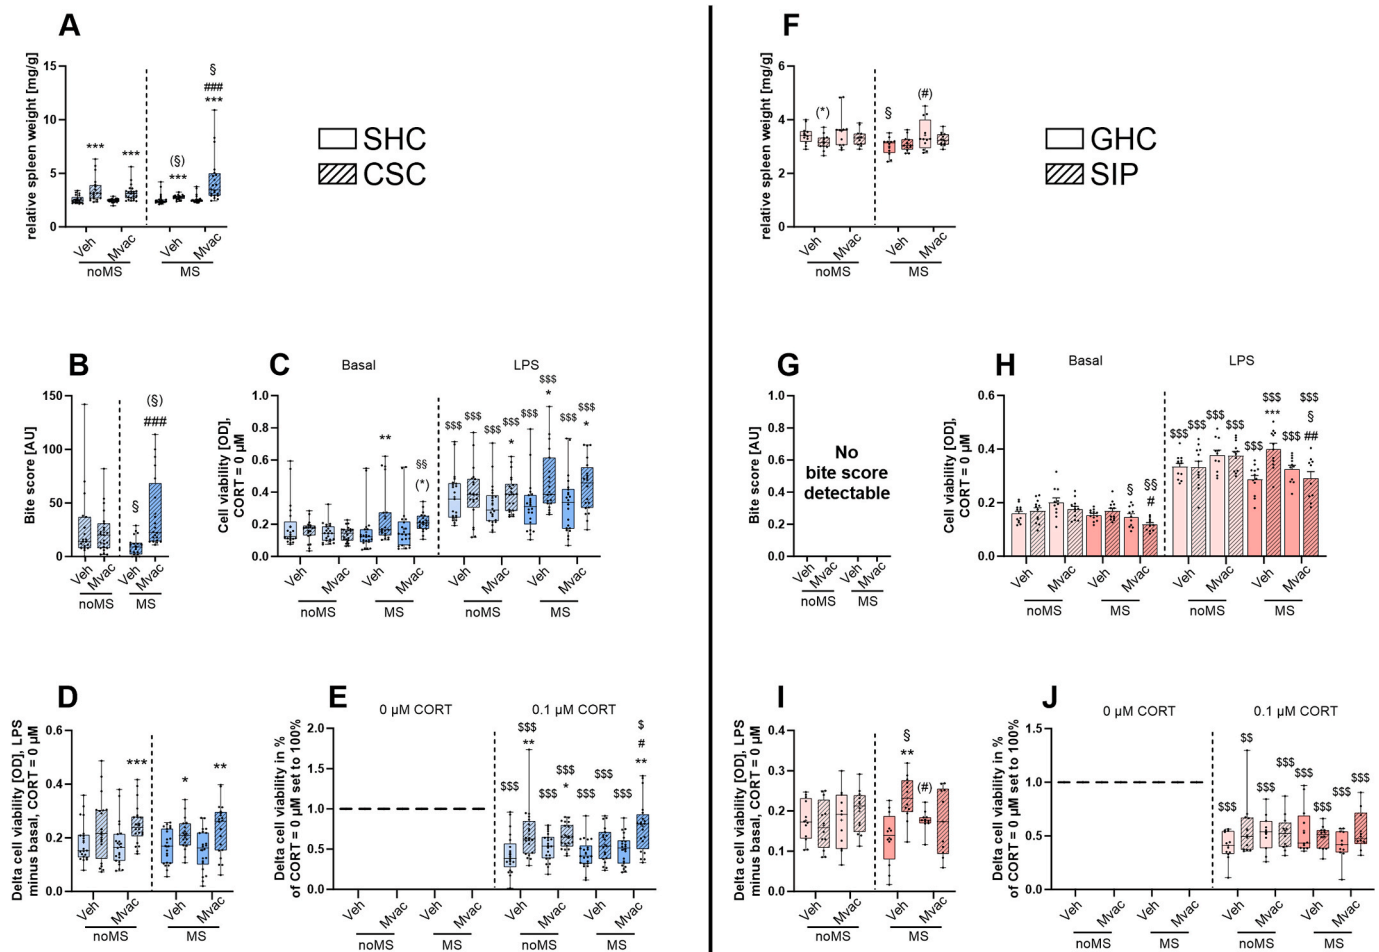 A
relative spleen weight [mg/g]
15
10
5
0
***
***
(§)
***
§
###
***
Veh
Mvac
Veh
Mvac
noMS
MS
SHC
CSC
F
relative spleen weight [mg/g]
6
4
2
0
(*)
§
(#)
Veh
Mvac
Veh
Mvac
noMS
MS
GHC
SIP
B
Bite score [AU]
150
100
50
0
§
(§)
###
Veh
Mvac
Veh
Mvac
noMS
MS
C
Basal
LPS
Cell viability [OD],
CORT = 0 µM
1.0
0.8
0.6
0.4
0.2
0.0
**
§§
(*)
$$$
$$$
$$$
$$$
*
$$$
$$$
*
$$$
$$$
*
Veh
Mvac
Veh
Mvac
Veh
Mvac
Veh
Mvac
noMS
MS
noMS
MS
G
Bite score [AU]
1.0
0.8
0.6
0.4
0.2
0.0
No
bite score
detectable
Veh
Mvac
Veh
Mvac
noMS
MS
H
Basal
LPS
Cell viability [OD],
CORT = 0 µM
0.6
0.4
0.2
0.0
§
§§
#
$$$
$$$
$$$
$$$
$$$
$$$
***
$$$
$$$
§
##
Veh
Mvac
Veh
Mvac
Veh
Mvac
Veh
Mvac
noMS
MS
noMS
MS
D
Delta cell viability [OD], LPS
minus basal, CORT = 0 µM
0.6
0.4
0.2
0.0
***
*
**
Veh
Mvac
Veh
Mvac
noMS
MS
E
0 µM CORT
0.1 µM CORT
Delta cell viability in %
of CORT = 0 µM set to 100%
2.0
1.5
1.0
0.5
0.0
$$$
$$$
**
$$$
$$$
*
$$$
$$$
$$$
$
#
**
Veh
Mvac
Veh
Mvac
Veh
Mvac
Veh
Mvac
noMS
MS
noMS
MS
I
Delta cell viability [OD], LPS
minus basal, CORT = 0 µM
0.4
0.3
0.2
0.1
0.0
§
**
(#)
Veh
Mvac
Veh
Mvac
noMS
MS
J
0 µM CORT
0.1 µM CORT
Delta cell viability in %
of CORT = 0 µM set to 100%
1.5
1.0
0.5
0.0
$$$
$$
$$$
$$$
$$$
$$$
$$$
$$$
Veh
Mvac
Veh
Mvac
Veh
Mvac
Veh
Mvac
noMS
MS
noMS
MS